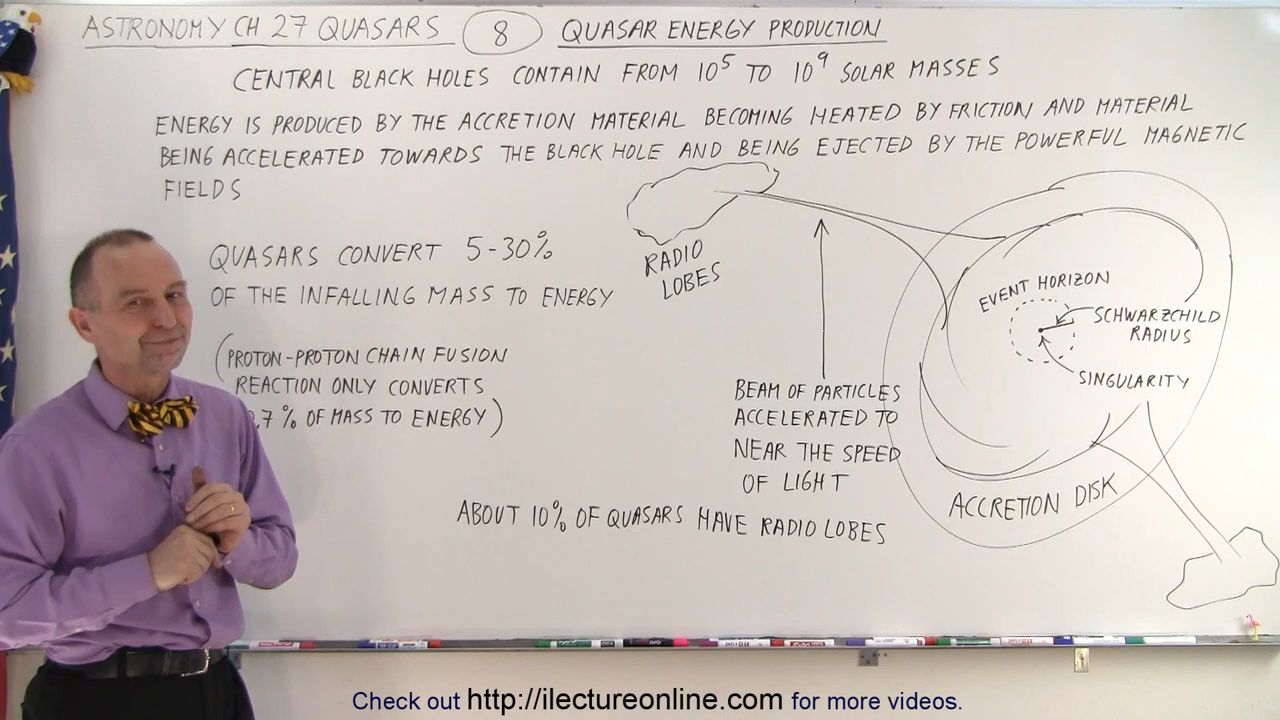 ASTRONOMY CH 27 QUASARS 8 QUASAR ENERGY PRODUCTION
CENTRAL BLACK HOLES CONTAIN FROM 10⁵ TO 10⁹ SOLAR MASSES
ENERGY IS PRODUCED BY THE ACCRETION MATERIAL BECOMING HEATED BY FRICTION AND MATERIAL
BEING ACCELERATED TOWARDS THE BLACK HOLE AND BEING EJECTED BY THE POWERFUL MAGNETIC
FIELDS
QUASARS CONVERT 5-30%
OF THE INFALLING MASS TO ENERGY
(PROTON-PROTON CHAIN FUSION
REACTION ONLY CONVERTS
.7% OF MASS TO ENERGY)
RADIO
LOBES
BEAM OF PARTICLES
ACCELERATED TO
NEAR THE SPEED
OF LIGHT
EVENT HORIZON
SCHWARZCHILD
RADIUS
SINGULARITY
ACCRETION DISK
ABOUT 10% OF QUASARS HAVE RADIO LOBES
Check out http://ilectureonline.com for more videos.